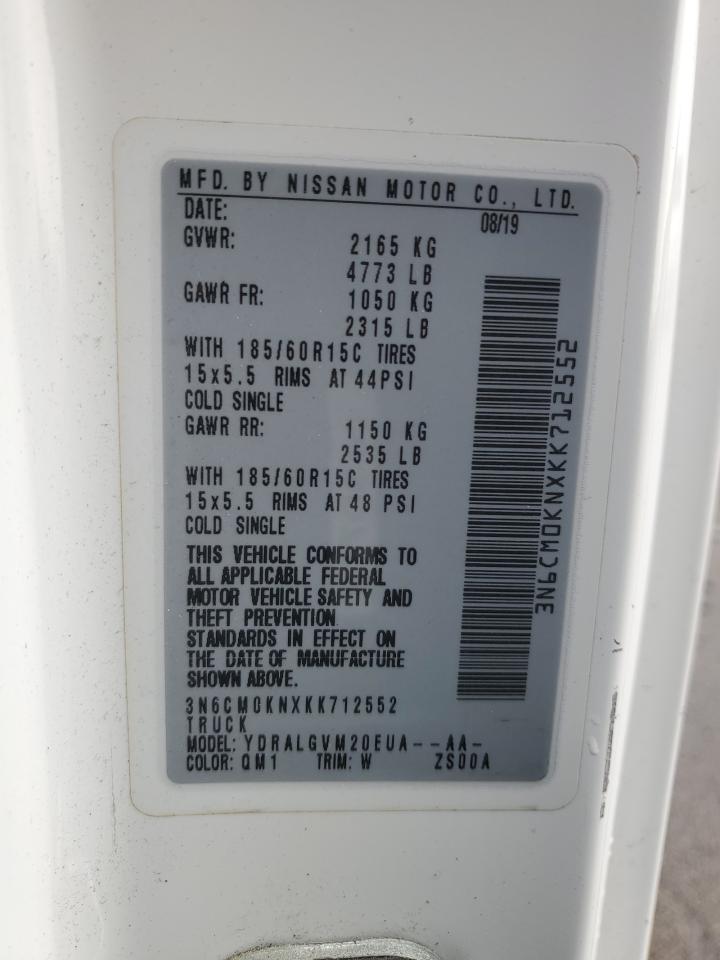 MFD. BY NISSAN MOTOR CO., LTD.
DATE: 08/19
GVWR: 2165 KG
4773 LB
GAWR FR: 1050 KG
2315 LB
WITH 185/60R15C TIRES
15x5.5 RIMS AT 44PSI
COLD SINGLE
GAWR RR: 1150 KG
2535 LB
WITH 185/60R15C TIRES
15x5.5 RIMS AT 48 PSI
COLD SINGLE
THIS VEHICLE CONFORMS TO
ALL APPLICABLE FEDERAL
MOTOR VEHICLE SAFETY AND
THEFT PREVENTION
STANDARDS IN EFFECT ON
THE DATE OF MANUFACTURE
SHOWN ABOVE.
3N6CM0KNXKK712552
TRUCK
MODEL: YDRALGVM20EUA--AA-
COLOR: QM1 TRIM: W ZS00A
3N6CM0KNXKK712552